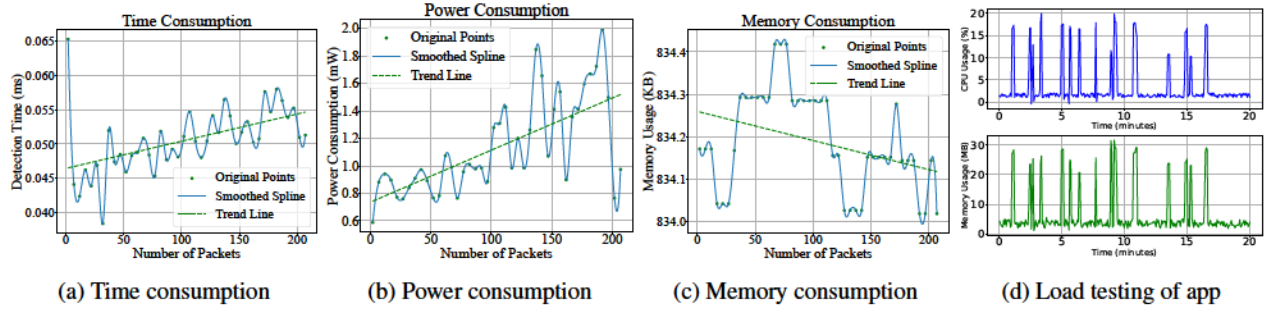 Time Consumption
0.065
0.060
0.055
0.050
0.045
0.040
Detection Time (ms)
Original Points
Smoothed Spline
Trend Line
0 50 100 150 200
Number of Packets
(a) Time consumption
Power Consumption
2.0
1.8
1.6
1.4
1.2
1.0
0.8
0.6
Power Consumption (mW)
Original Points
Smoothed Spline
Trend Line
0 50 100 150 200
Number of Packets
(b) Power consumption
Memory Consumption
834.4
834.3
834.2
834.1
834.0
Memory Usage (KB)
Original Points
Smoothed Spline
Trend Line
0 50 100 150 200
Number of Packets
(c) Memory consumption
20
15
10
5
0
CPU Usage (%)
0 5 10 15 20
Time (minutes)
30
20
10
0
Memory Usage (MB)
0 5 10 15 20
Time (minutes)
(d) Load testing of app